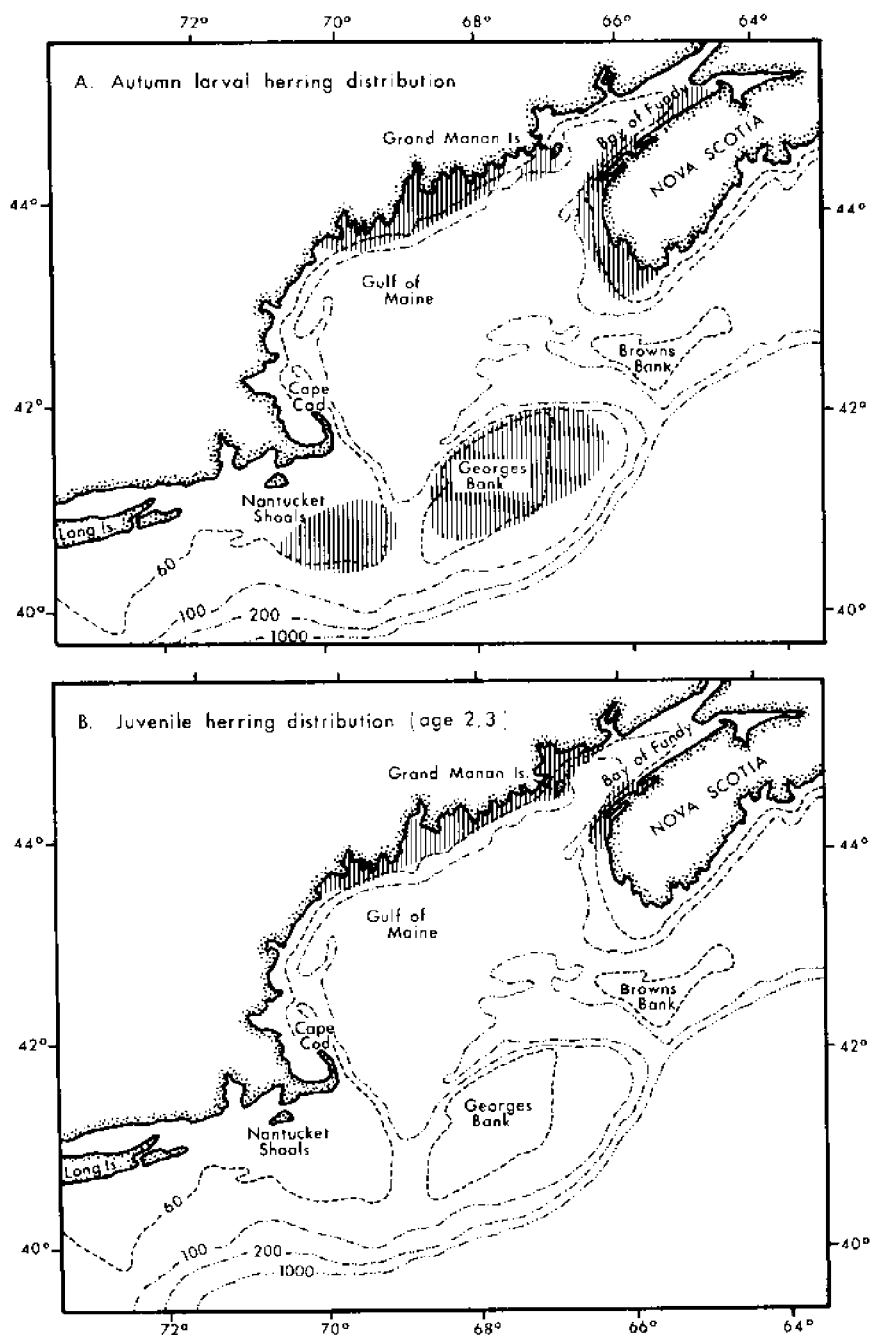 72° 70° 68° 66° 64°
A. Autumn larval herring distribution
Bay of Fundy
Grand Manan Is.
NOVA SCOTIA
44° 44°
Gulf of
Maine
Browns
Bank
Cape
Cod
42° 42°
Georges
Bank
Nantucket
Shoals
Long Is.
60
100 200
1000
40° 40°
B. Juvenile herring distribution (age 2,3)
Bay of Fundy
Grand Manan Is.
NOVA SCOTIA
44° 44°
Gulf of
Maine
Browns
Bank
Cape
Cod
42° 42°
Georges
Bank
Nantucket
Shoals
Long Is.
60
100 200
1000
40° 40°
72° 70° 68° 66° 64°